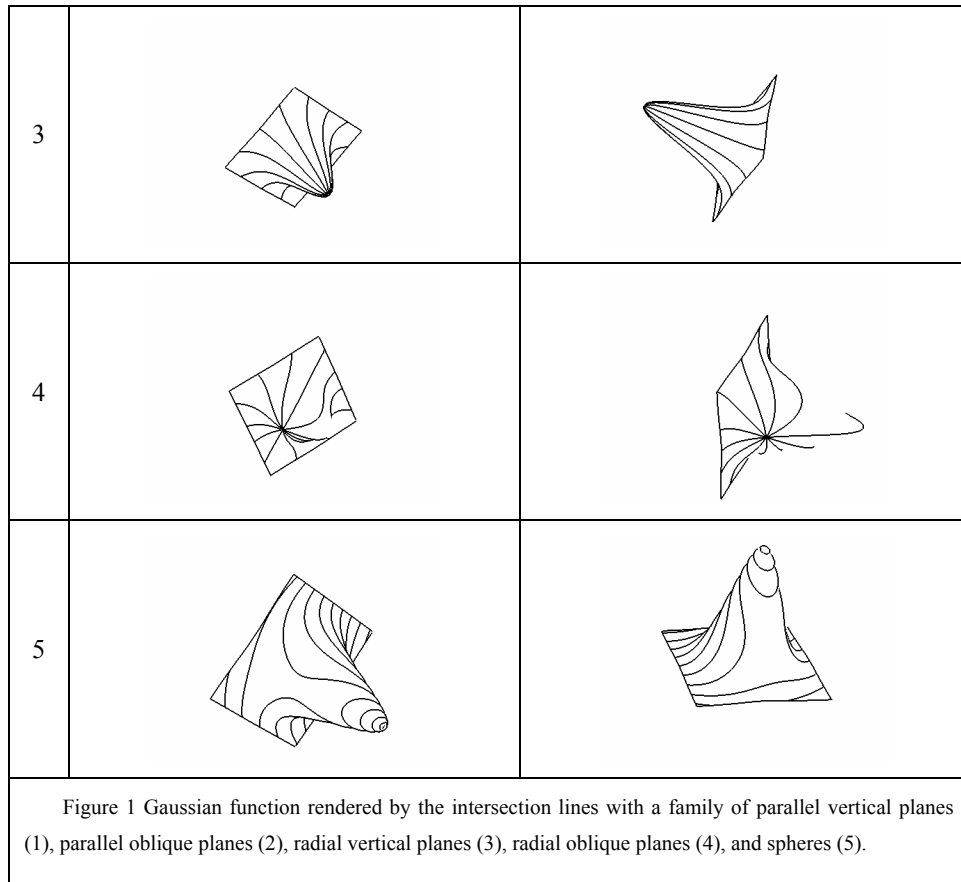 3
4
5
Figure 1 Gaussian function rendered by the intersection lines with a family of parallel vertical planes
(1), parallel oblique planes (2), radial vertical planes (3), radial oblique planes (4), and spheres (5).